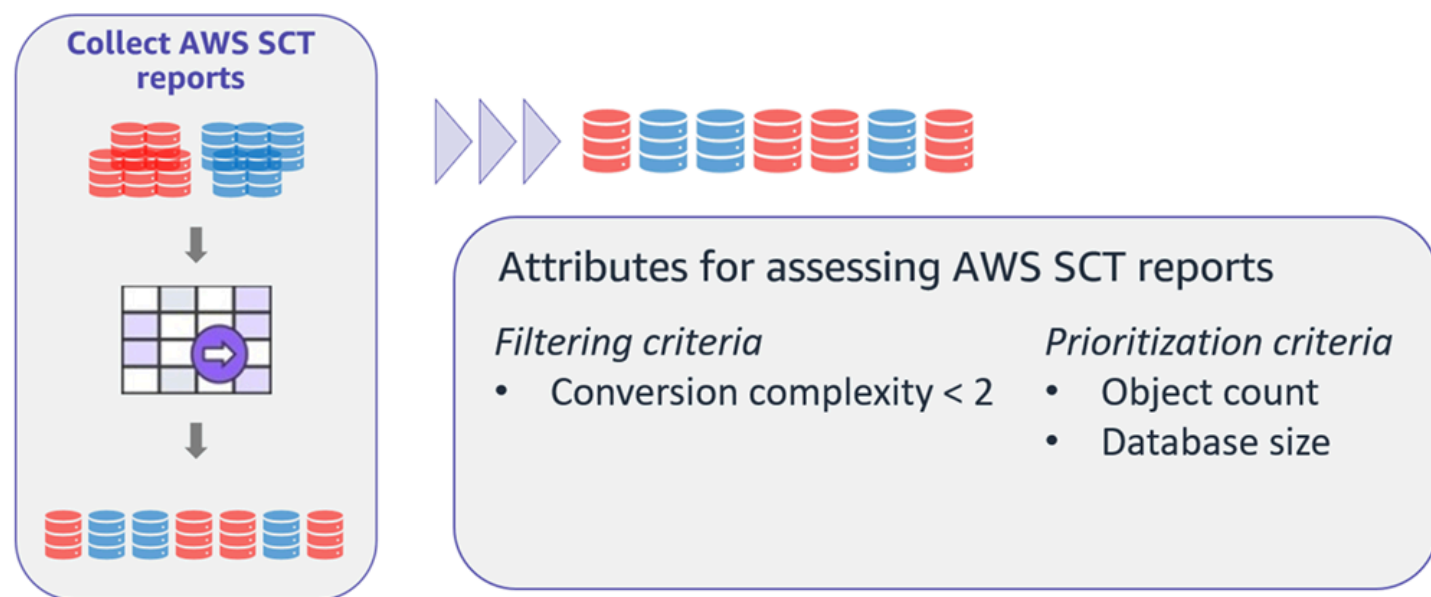 Collect AWS SCT
reports
Attributes for assessing AWS SCT reports
Filtering criteria
• Conversion complexity < 2
Prioritization criteria
• Object count
• Database size